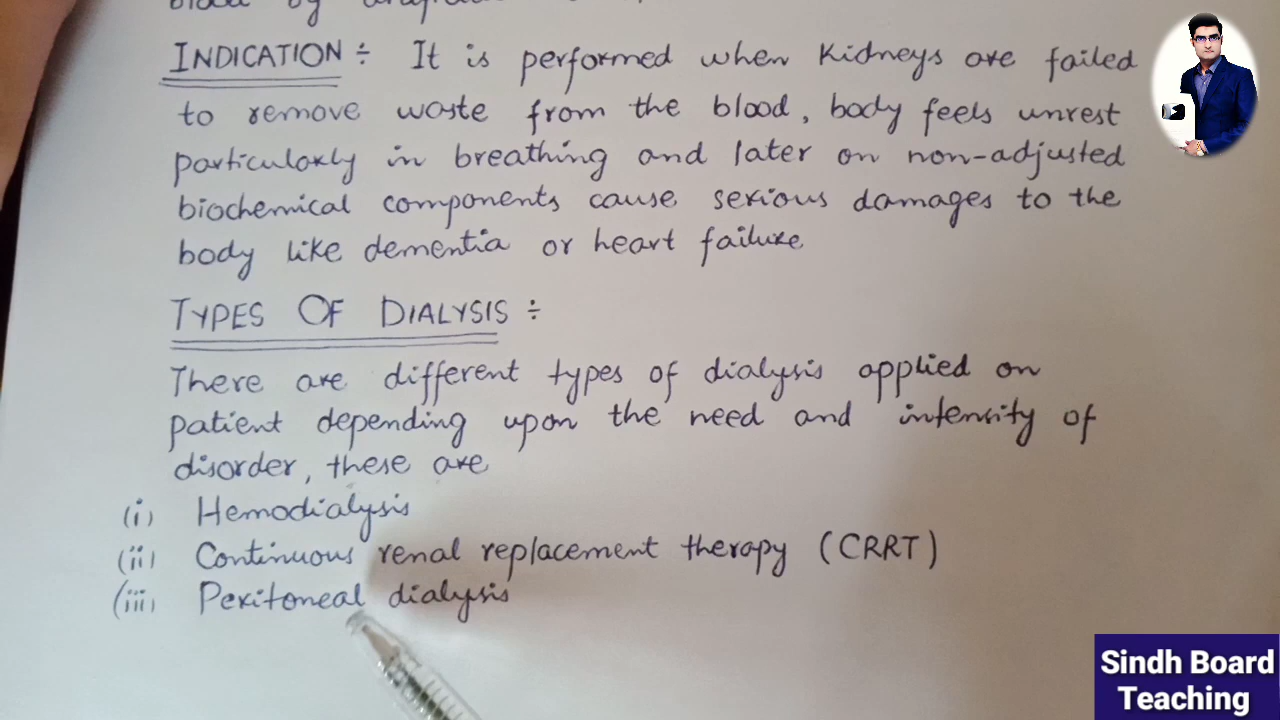 blood by
INDICATION ÷ It is performed when Kidneys are failed
to remove waste from the blood, body feels unrest
particularly in breathing and later on non-adjusted
biochemical components cause serious damages to the
body like dementia or heart failure
TYPES OF DIALYSIS ÷
There are different types of dialysis applied on
patient depending upon the need and intensity of
disorder, these are
(i) Hemodialysis
(ii) Continuous renal replacement therapy (CRRT)
(iii) Peritoneal dialysis
Sindh Board
Teaching